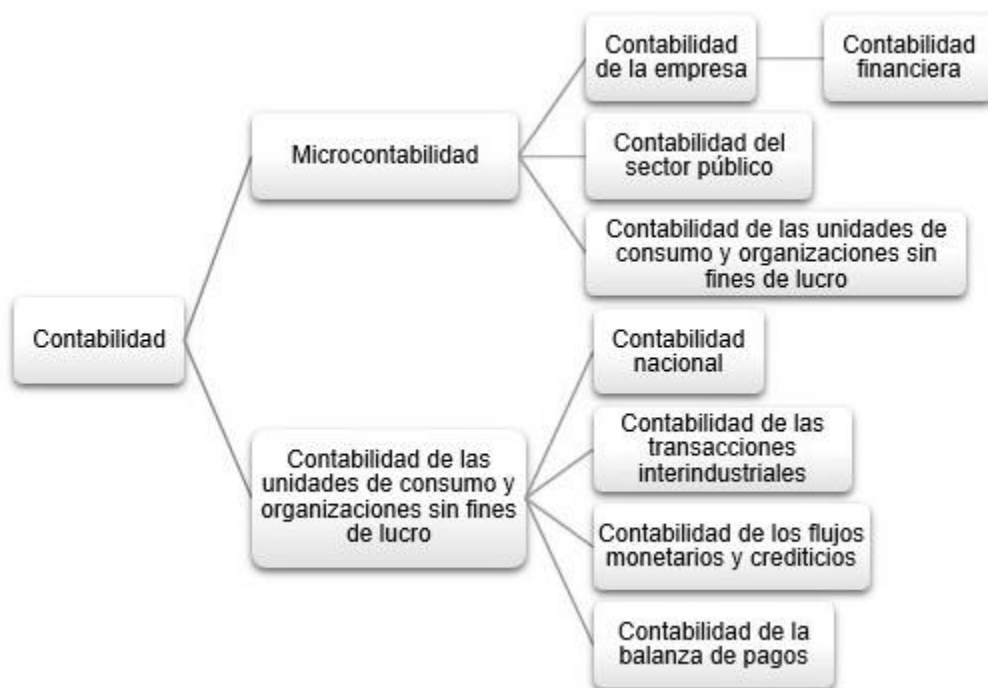 Contabilidad
Microcontabilidad
Contabilidad
de la empresa
Contabilidad
financiera
Contabilidad del
sector público
Contabilidad de las unidades de
consumo y organizaciones sin
fines de lucro
Contabilidad de las
unidades de consumo y
organizaciones sin fines
de lucro
Contabilidad
nacional
Contabilidad de las
transacciones
interindustriales
Contabilidad de los flujos
monetarios y crediticios
Contabilidad de la
balanza de pagos